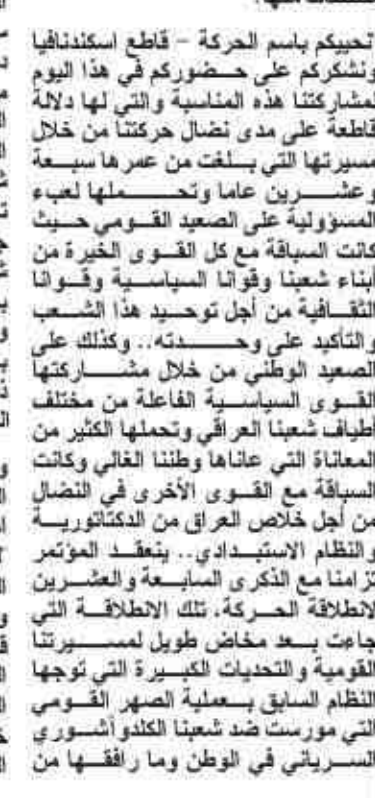 تحييكم باسم الحركة – قاطع اسكندنافيا
ونشكركم على حضوركم في هذا اليوم
لمشاركتنا هذه المناسبة والتي لها دلالة
قاطعة على مدى نضال حركتنا من خلال
مسيرتها التي بلغت من عمرها سبعة
وعشرين عاما وتحملها لعبء
المسؤولية على الصعيد القومي حيث
كانت السباقة مع كل القوى الخيرة من
أبناء شعبنا وقوانا السياسية وقوانا
الثقافية من أجل توحيد هذا الشعب
والتأكيد على وحدته.. وكذلك على
الصعيد الوطني من خلال مشاركتها
القوى السياسية الفاعلة من مختلف
أطياف شعبنا العراقي وتحملها الكثير من
المعاناة التي عاناها وطننا الغالي وكانت
السباقة مع القوى الأخرى في النضال
من أجل خلاص العراق من الدكتاتورية
والنظام الاستبدادي.. ينعقد المؤتمر
تزامنا مع الذكرى السابعة والعشرين
لانطلاقة الحركة، تلك الانطلاقة التي
جاءت بعد مخاض طويل لمسيرتنا
القومية والتحديات الكبيرة التي توجها
النظام السابق بعملية الصهر القومي
التي مورست ضد شعبنا الكلدوآشوري
السرياني في الوطن وما رافقها من